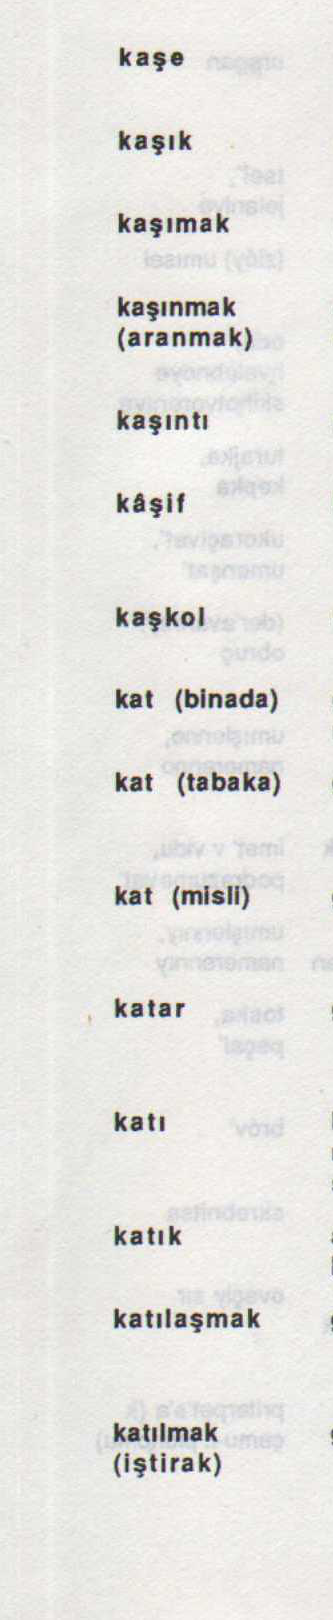 kaşe
kaşık
kaşımak
kaşınmak
(aranmak)
kaşıntı
kâşif
kaşkol
kat (binada)
kat (tabaka)
kat (misli)
katar
katı
katık
katılaşmak
katılmak
(iştirak)